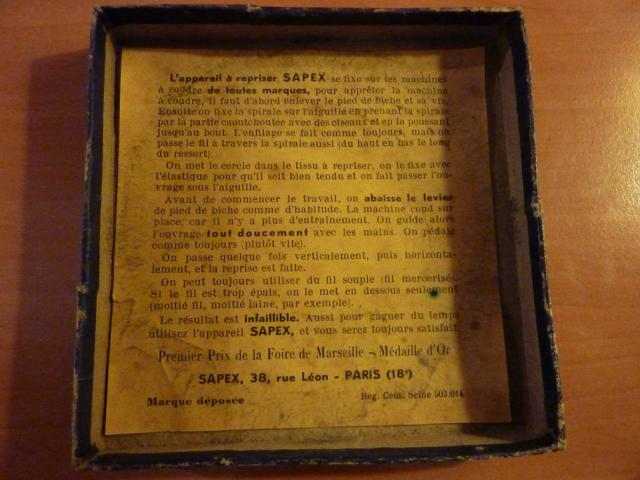 L'appareil à repriser SAPEX se fixe sur les machines
à coudre de toutes marques, pour apprêter la machine
à coudre, il faut d'abord enlever le pied de biche et sa vis.
Ensuite on fixe la spirale sur l'aiguille en prenant la spirale
par la partie caoutchoutée avec des ciseaux et en la poussant
jusqu'au bout. L'enfilage se fait comme toujours, mais on
passe le fil à travers la spirale aussi (du haut en bas le long
du ressort).
On met le cercle dans le tissu à repriser, on le fixe avec
l'élastique pour qu'il soit bien tendu et on fait passer l'ou-
vrage sous l'aiguille.
Avant de commencer le travail, on abaisse le levier
de pied de biche comme d'habitude. La machine coud sur
place, car il n'y a plus d'entraînement. On guide alors
l'ouvrage tout doucement avec les mains. On pédale
comme toujours (plutôt vite).
On passe quelque fois verticalement, puis horizonta-
lement, et la reprise est faite.
On peut toujours utiliser du fil souple (fil mercerisé).
Si le fil est trop épais, on le met en dessous seulement
(moitié fil, moitié laine, par exemple).
Le résultat est infaillible. Aussi pour gagner du temps
utilisez l'appareil SAPEX, et vous serez toujours satisfait.
Premier Prix de la Foire de Marseille - Médaille d'Or
SAPEX, 38, rue Léon - PARIS (18e)
Marque déposée
Reg. Com. Seine 503.014